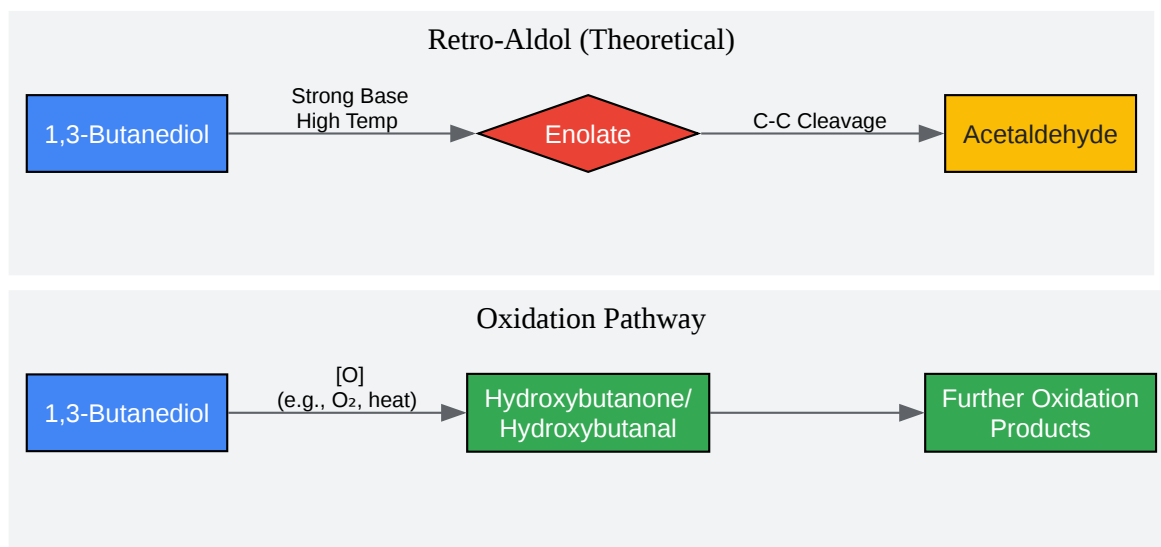 Retro-Aldol (Theoretical)
1,3-Butanediol
Strong Base
High Temp
Enolate
C-C Cleavage
Acetaldehyde
Oxidation Pathway
1,3-Butanediol
[O]
(e.g., O₂, heat)
Hydroxybutanone/
Hydroxybutanal
Further Oxidation
Products